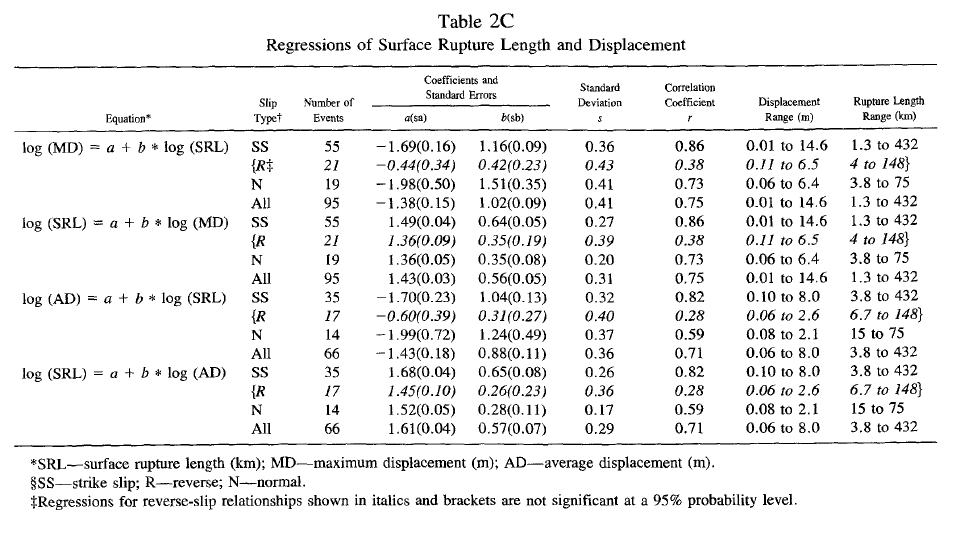 Table 2C
Regressions of Surface Rupture Length and Displacement
Equation* Slip Type† Number of Events Coefficients and Standard Errors a(sa) b(sb) Standard Deviation s Correlation Coefficient r Displacement Range (m) Rupture Length Range (km)
log (MD) = a + b * log (SRL) SS 55 −1.69(0.16) 1.16(0.09) 0.36 0.86 0.01 to 14.6 1.3 to 432
{R‡ 21 −0.44(0.34) 0.42(0.23) 0.43 0.38 0.11 to 6.5 4 to 148}
N 19 −1.98(0.50) 1.51(0.35) 0.41 0.73 0.06 to 6.4 3.8 to 75
All 95 −1.38(0.15) 1.02(0.09) 0.41 0.75 0.01 to 14.6 1.3 to 432
log (SRL) = a + b * log (MD) SS 55 1.49(0.04) 0.64(0.05) 0.27 0.86 0.01 to 14.6 1.3 to 432
{R 21 1.36(0.09) 0.35(0.19) 0.39 0.38 0.11 to 6.5 4 to 148}
N 19 1.36(0.05) 0.35(0.08) 0.20 0.73 0.06 to 6.4 3.8 to 75
All 95 1.43(0.03) 0.56(0.05) 0.31 0.75 0.01 to 14.6 1.3 to 432
log (AD) = a + b * log (SRL) SS 35 −1.70(0.23) 1.04(0.13) 0.32 0.82 0.10 to 8.0 3.8 to 432
{R 17 −0.60(0.39) 0.31(0.27) 0.40 0.28 0.06 to 2.6 6.7 to 148}
N 14 −1.99(0.72) 1.24(0.49) 0.37 0.59 0.08 to 2.1 15 to 75
All 66 −1.43(0.18) 0.88(0.11) 0.36 0.71 0.06 to 8.0 3.8 to 432
log (SRL) = a + b * log (AD) SS 35 1.68(0.04) 0.65(0.08) 0.26 0.82 0.10 to 8.0 3.8 to 432
{R 17 1.45(0.10) 0.26(0.23) 0.36 0.28 0.06 to 2.6 6.7 to 148}
N 14 1.52(0.05) 0.28(0.11) 0.17 0.59 0.08 to 2.1 15 to 75
All 66 1.61(0.04) 0.57(0.07) 0.29 0.71 0.06 to 8.0 3.8 to 432
*SRL—surface rupture length (km); MD—maximum displacement (m); AD—average displacement (m).
§SS—strike slip; R—reverse; N—normal.
‡Regressions for reverse-slip relationships shown in italics and brackets are not significant at a 95% probability level.